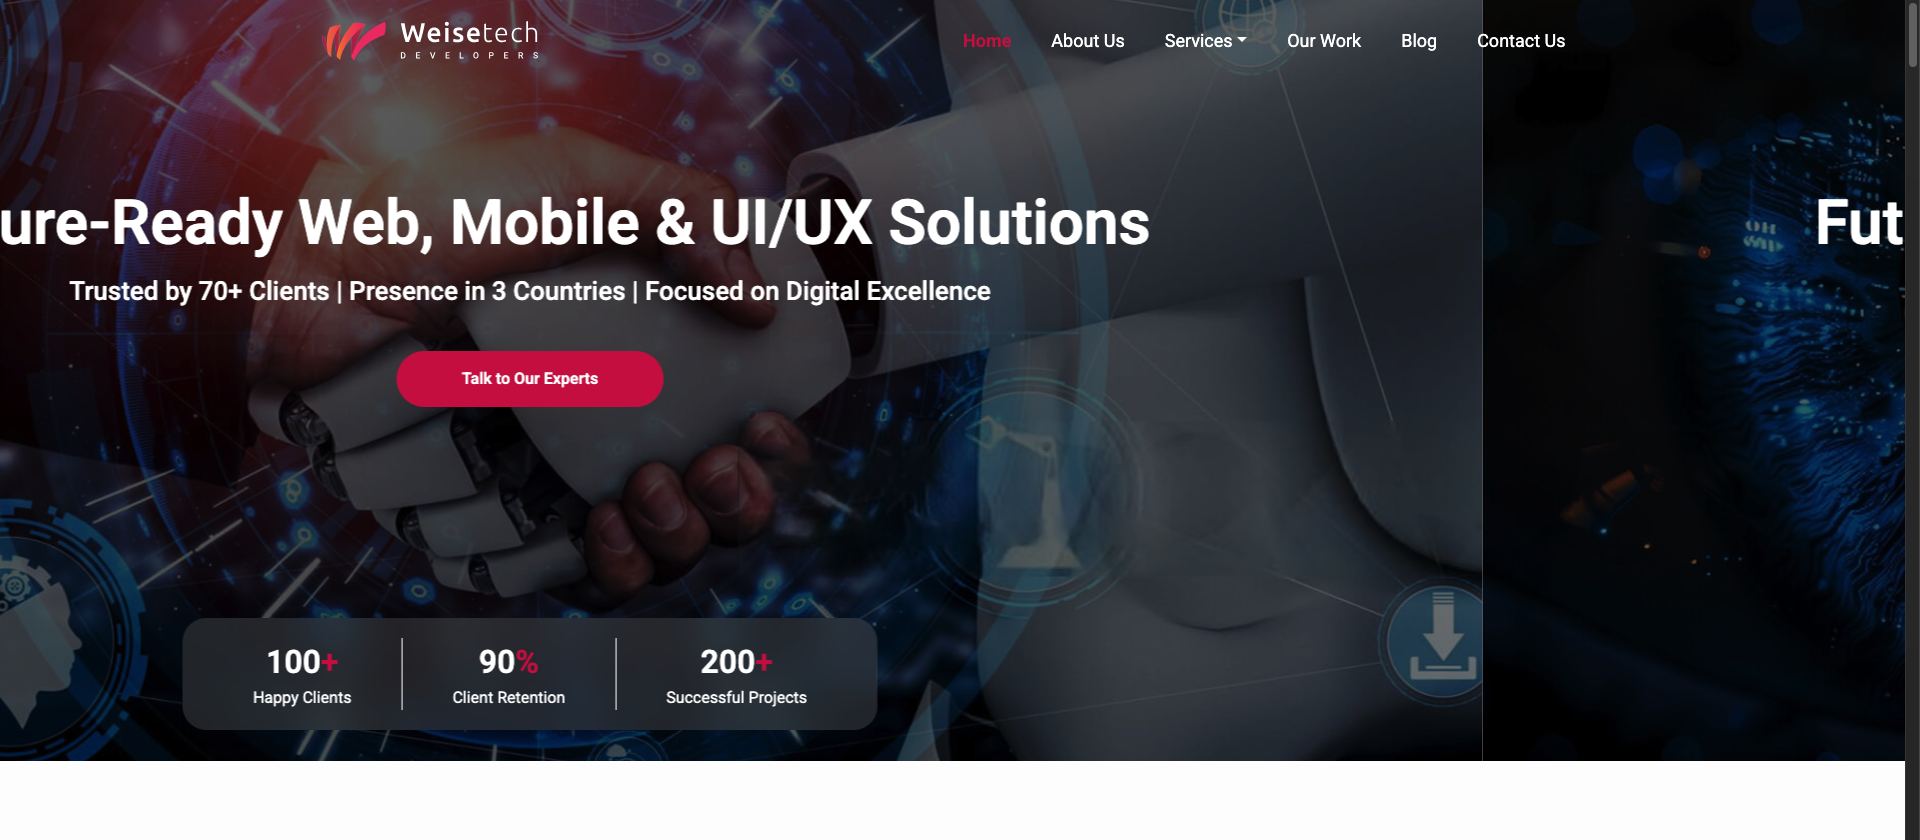 Weisetech
DEVELOPERS
Home About Us Services Our Work Blog Contact Us
ure-Ready Web, Mobile & UI/UX Solutions
Fut
Trusted by 70+ Clients | Presence in 3 Countries | Focused on Digital Excellence
Talk to Our Experts
100+ 90% 200+
Happy Clients Client Retention Successful Projects